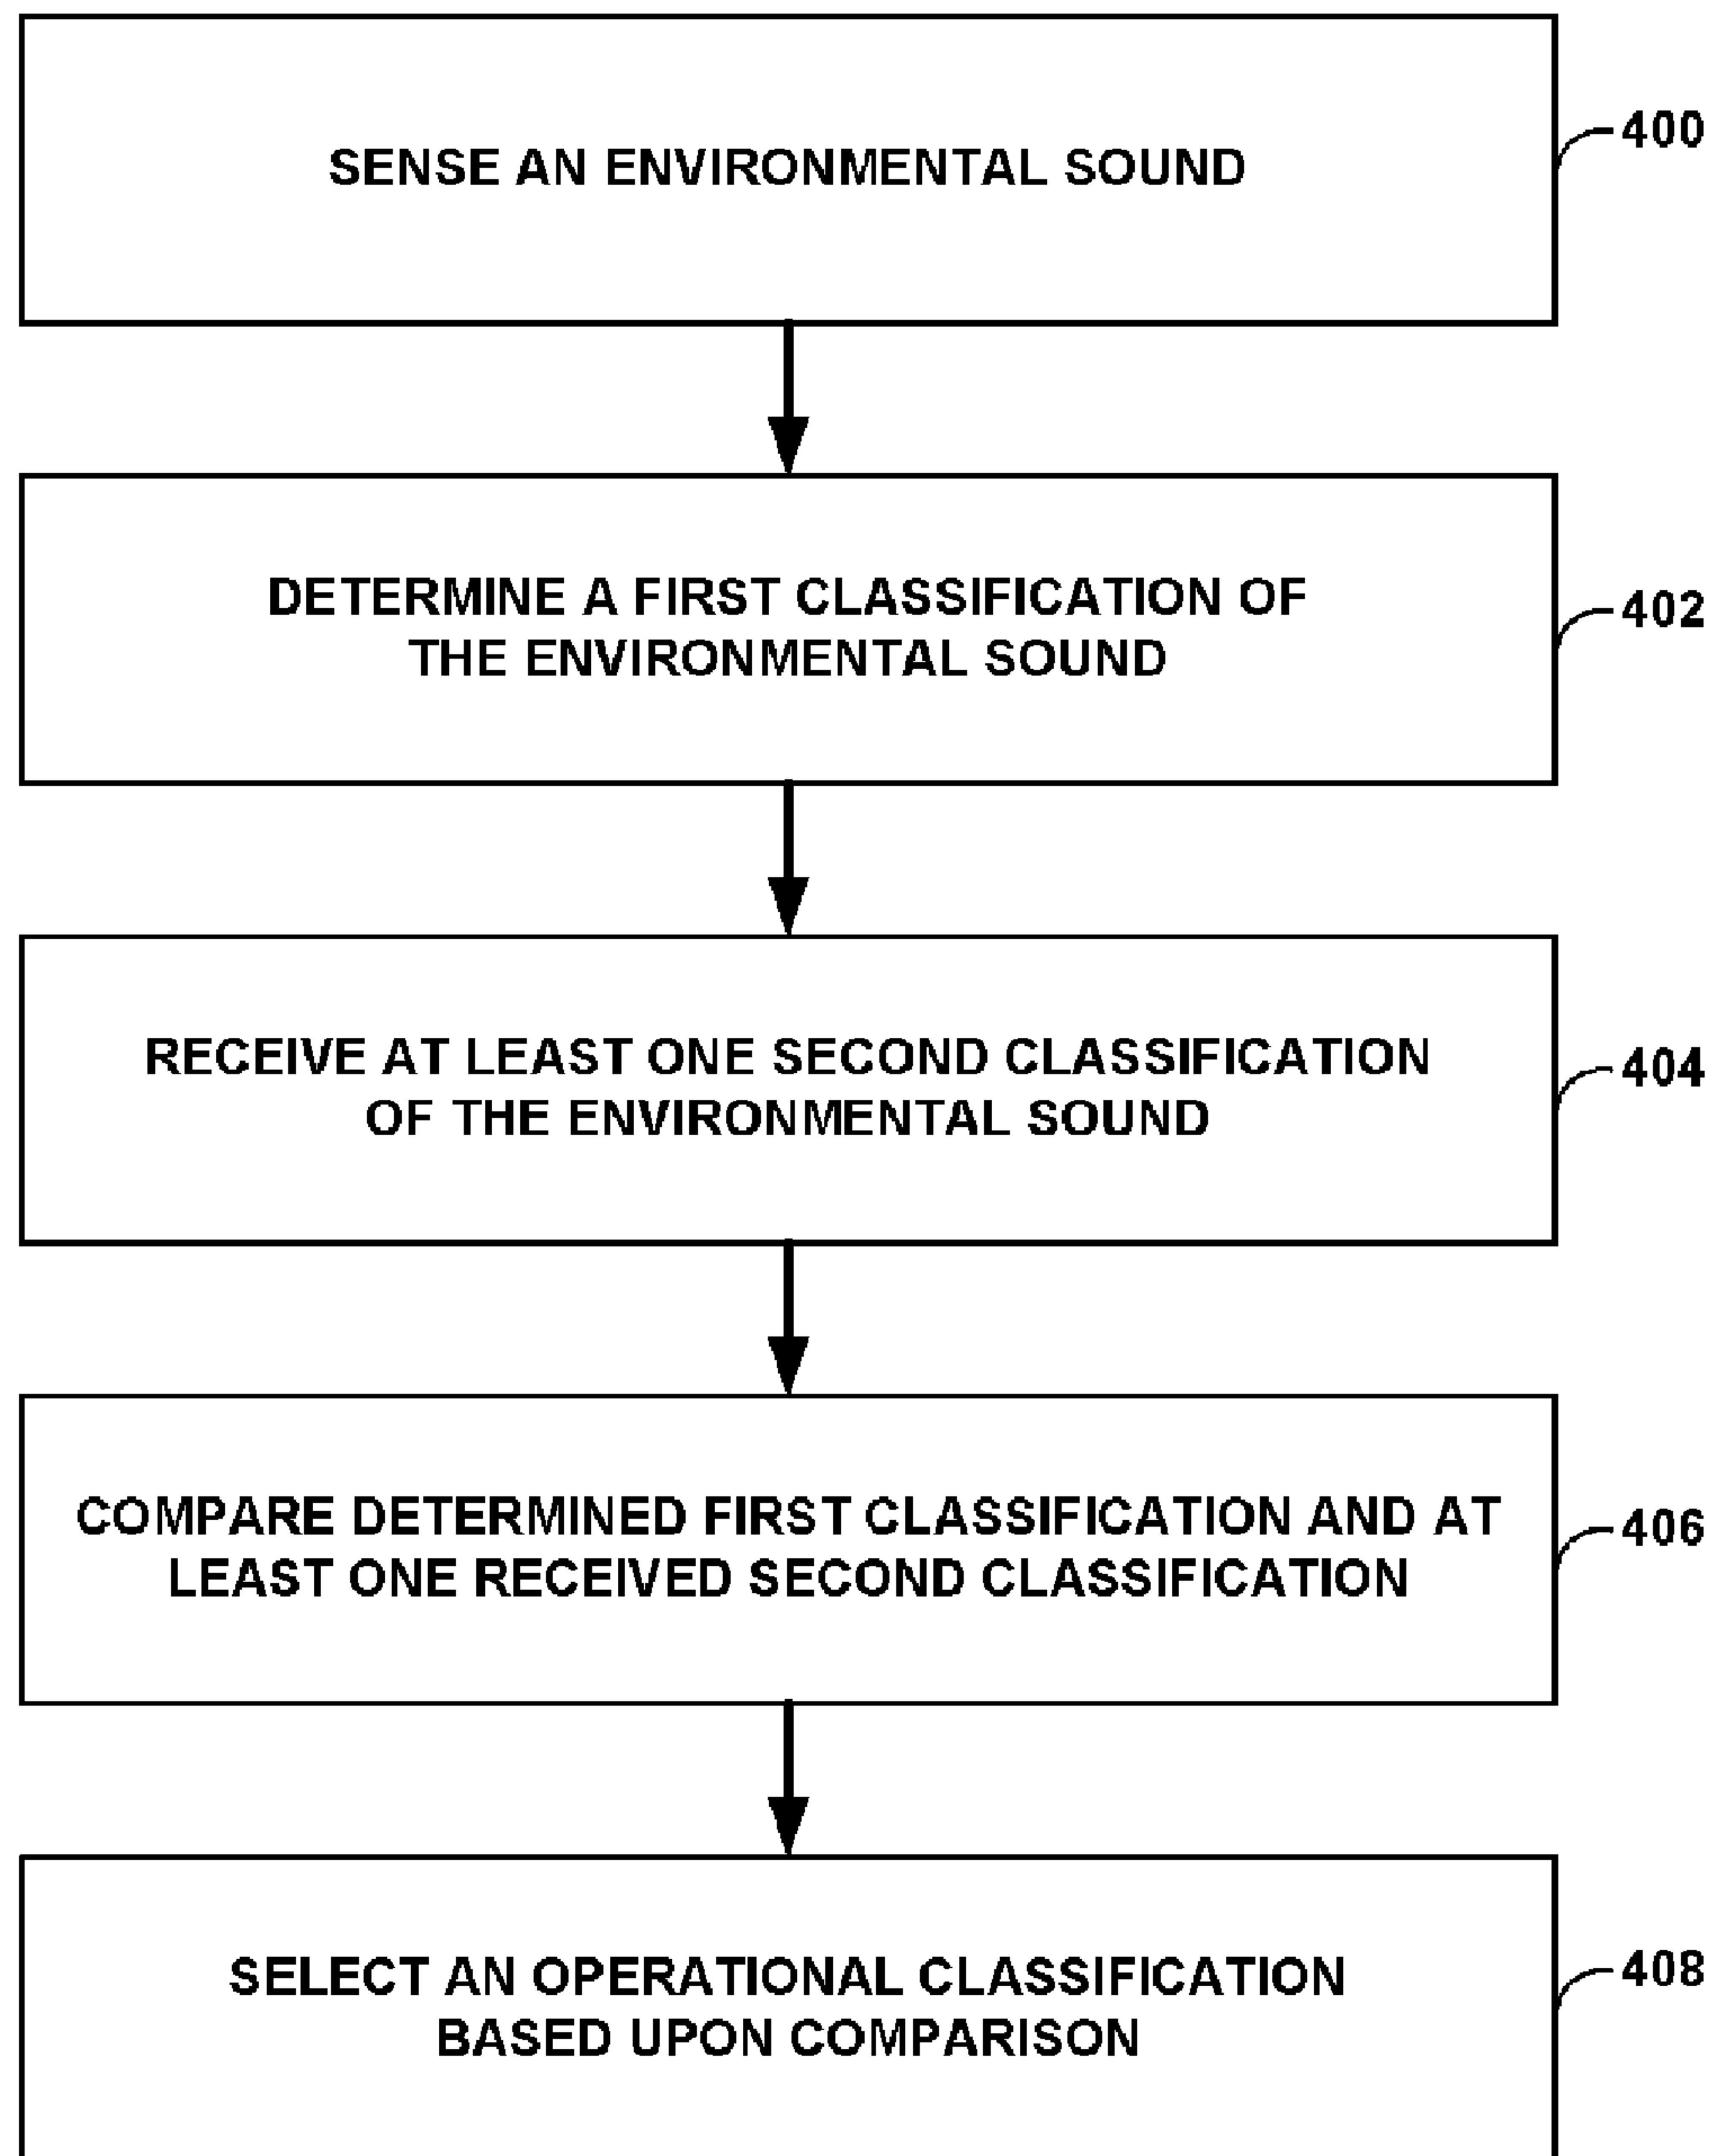 SENSE AN ENVIRONMENTAL SOUND
400
DETERMINE A FIRST CLASSIFICATION OF
THE ENVIRONMENTAL SOUND
402
RECEIVE AT LEAST ONE SECOND CLASSIFICATION
OF THE ENVIRONMENTAL SOUND
404
COMPARE DETERMINED FIRST CLASSIFICATION AND AT
LEAST ONE RECEIVED SECOND CLASSIFICATION
406
SELECT AN OPERATIONAL CLASSIFICATION
BASED UPON COMPARISON
408